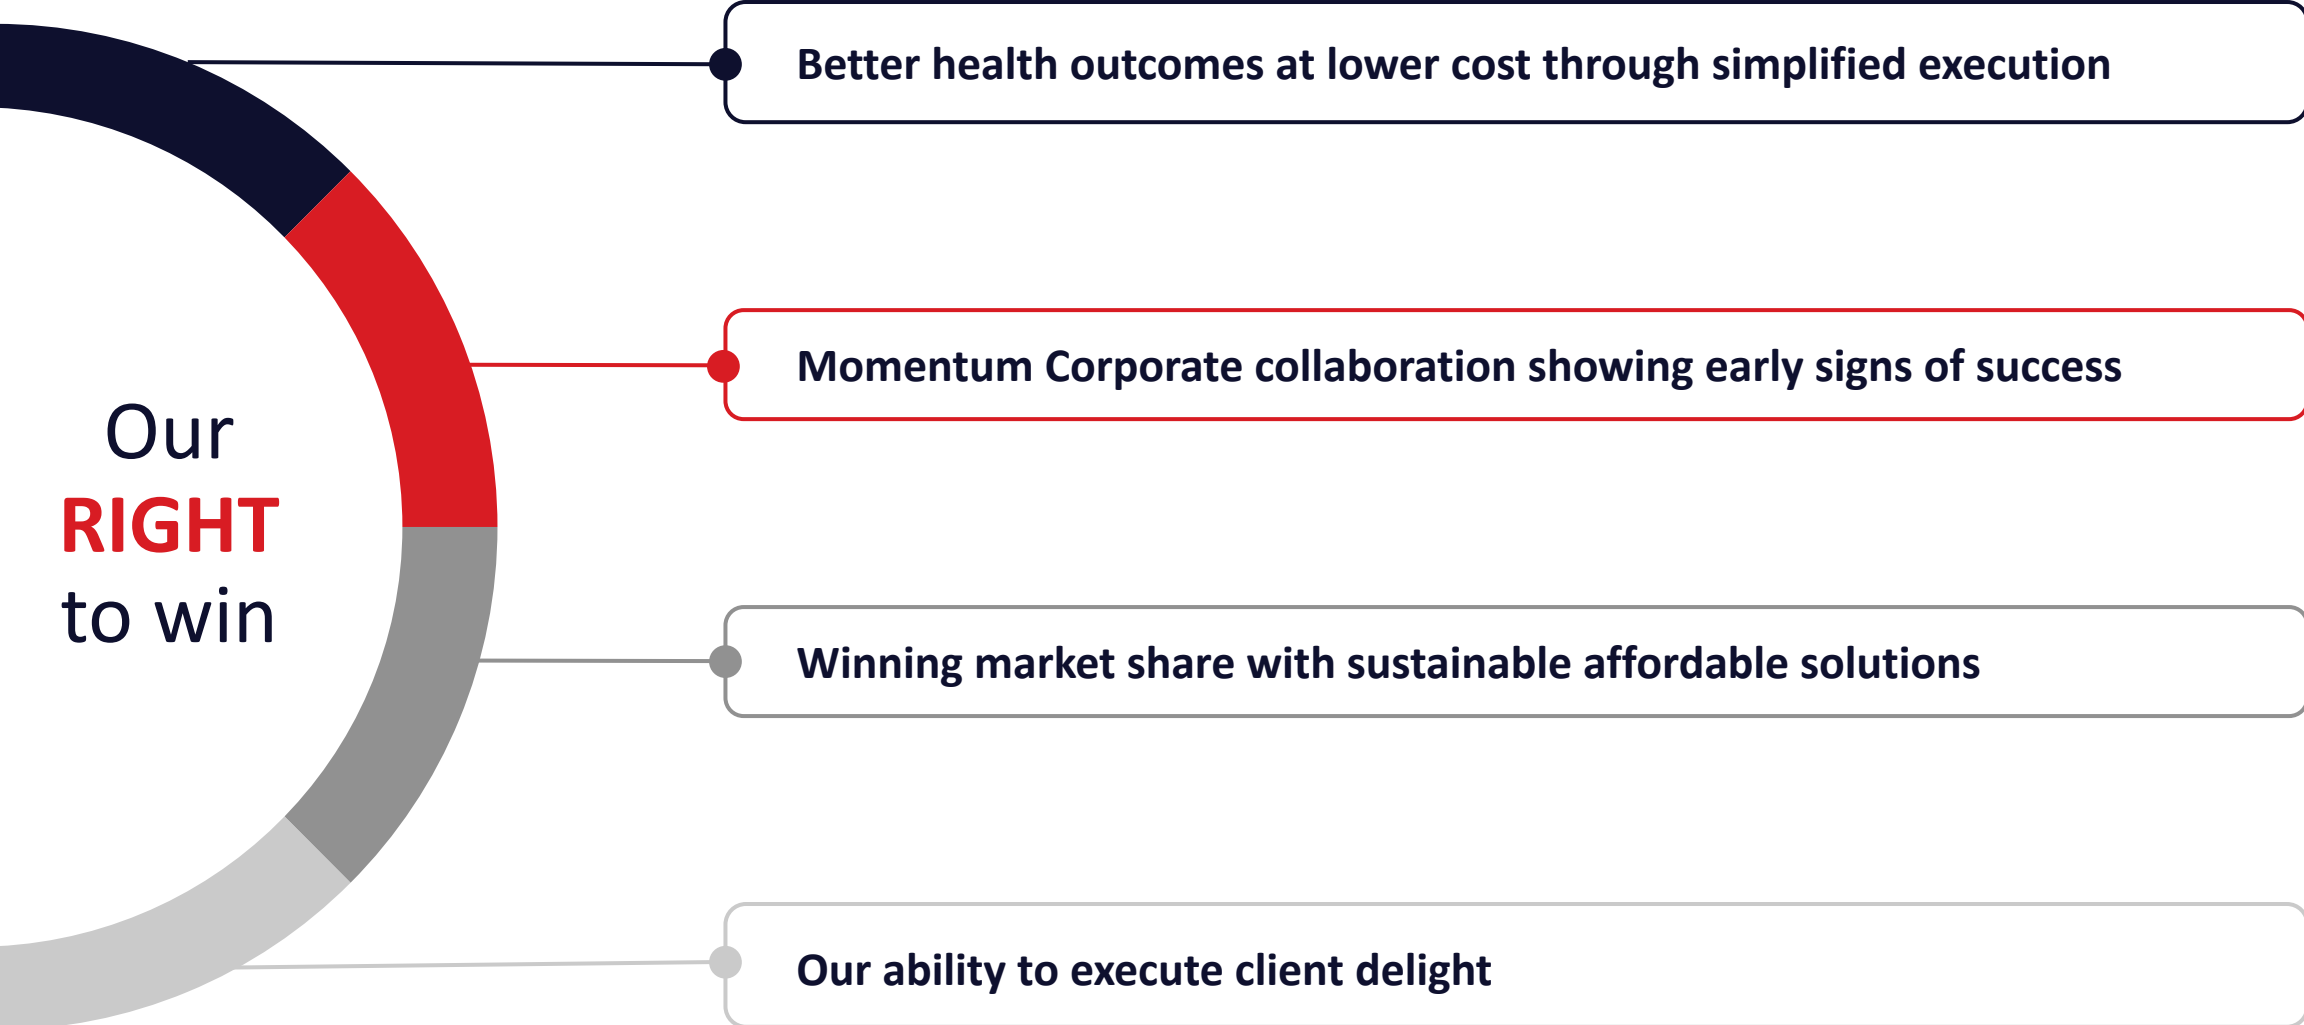 Better health outcomes at lower cost through simplified execution
Momentum Corporate collaboration showing early signs of success
Our
RIGHT
to win
Winning market share with sustainable affordable solutions
Our ability to execute client delight